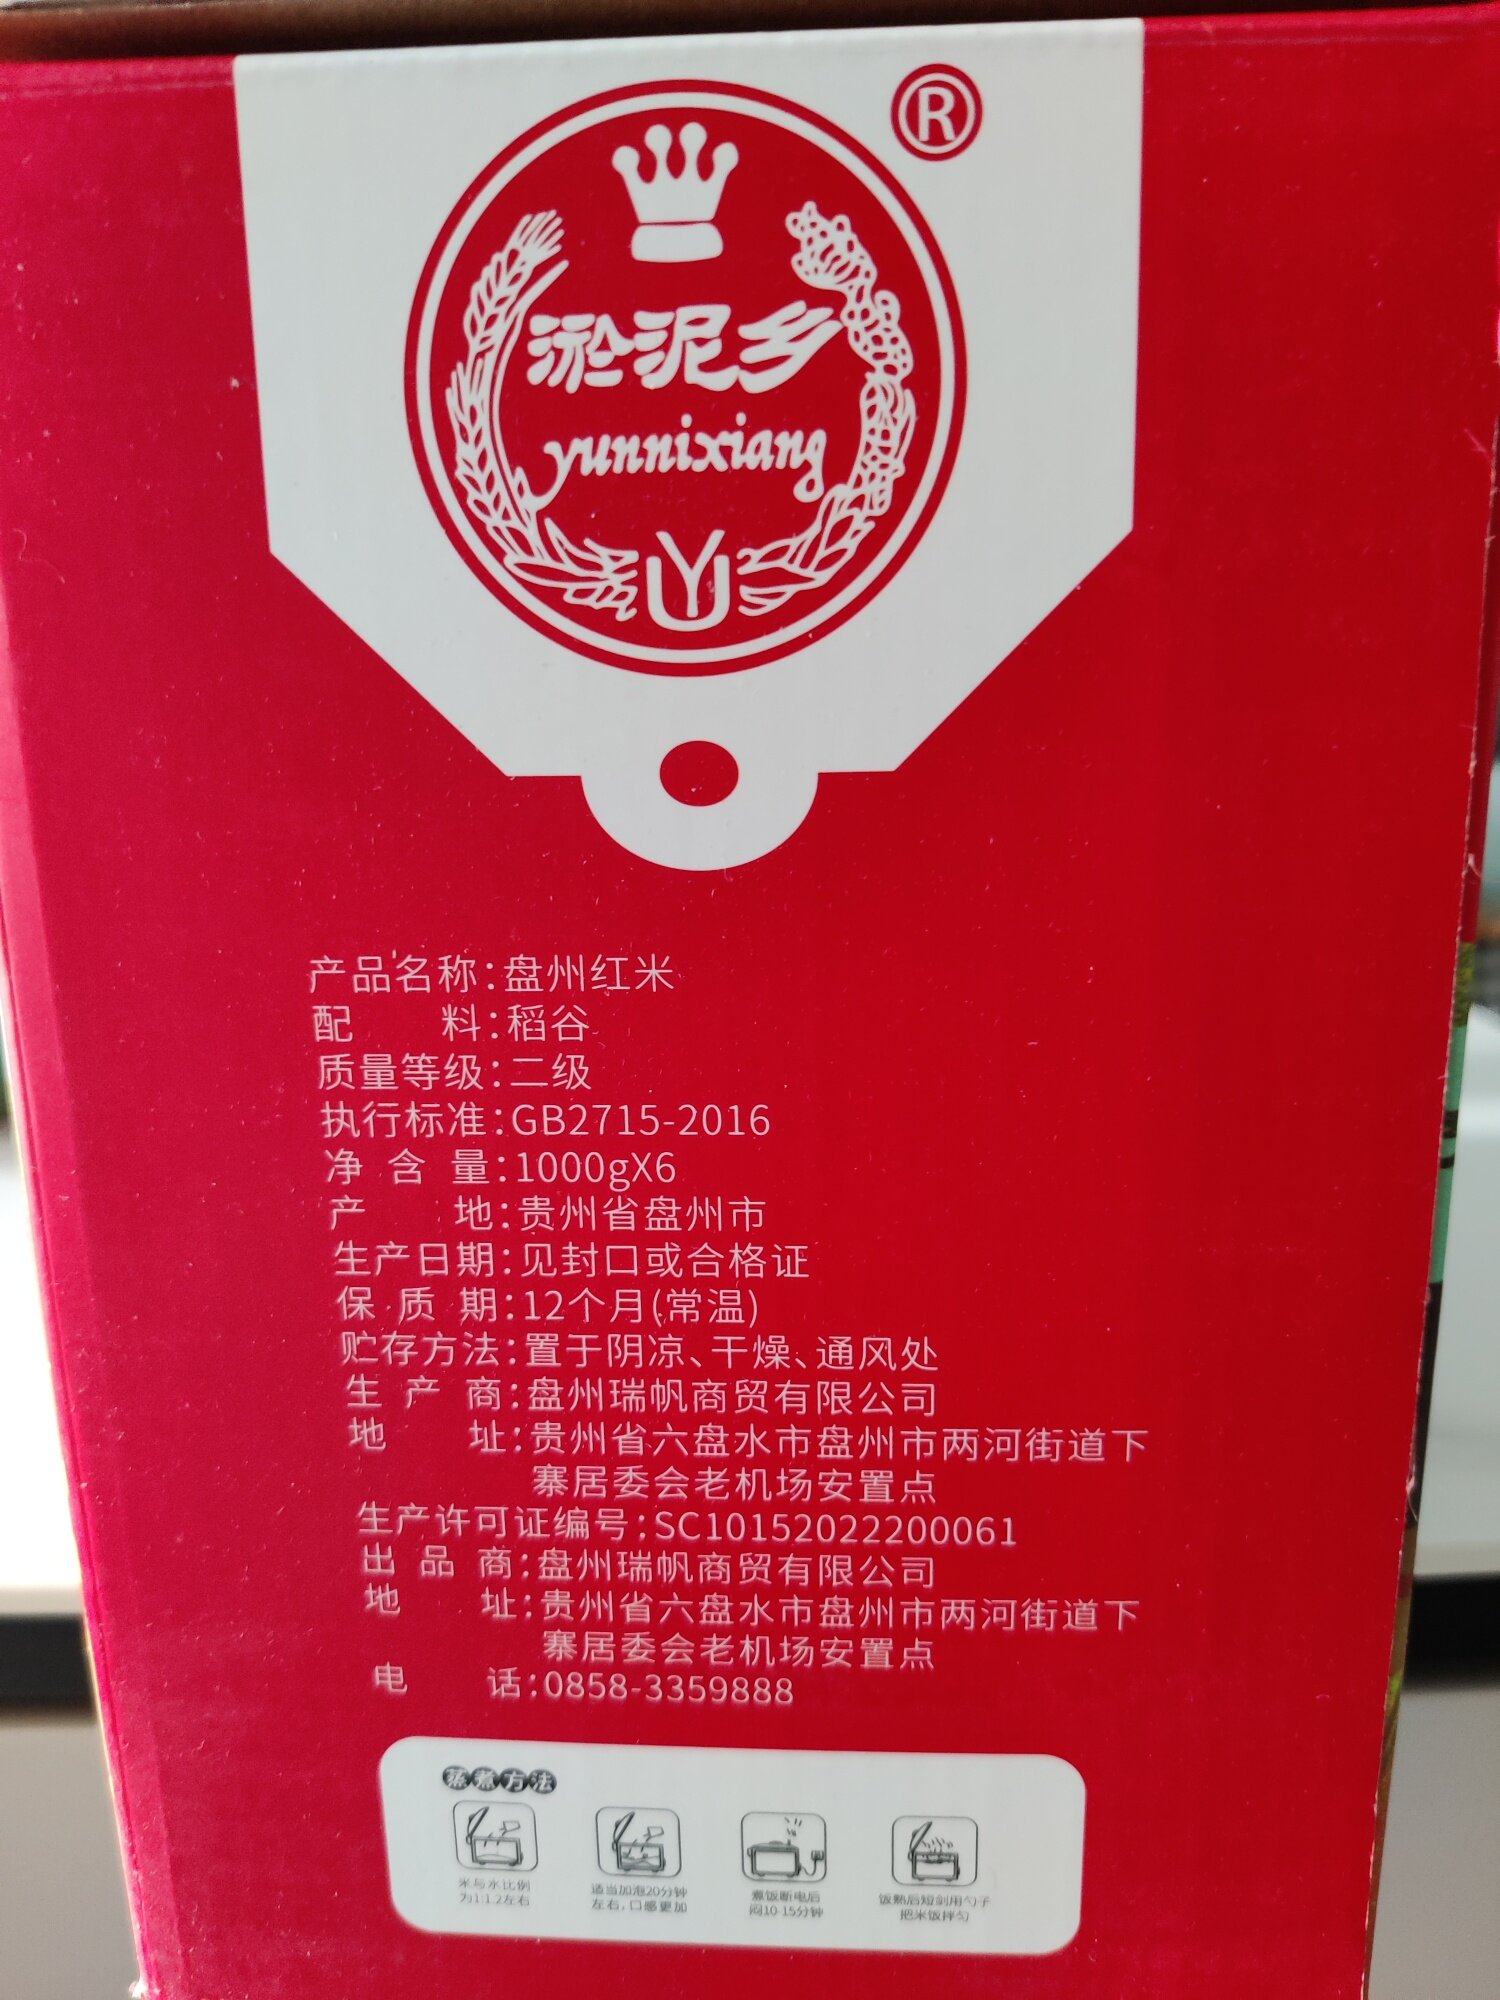 ®
淤泥乡
yunnixiang
UY
产品名称:盘州红米
配 料:稻谷
质量等级:二级
执行标准:GB2715-2016
净含量:1000gX6
产 地:贵州省盘州市
生产日期:见封口或合格证
保质期:12个月(常温)
贮存方法:置于阴凉、干燥、通风处
生产商:盘州瑞帆商贸有限公司
地 址:贵州省六盘水市盘州市两河街道下
寨居委会老机场安置点
生产许可证编号:SC10152022200061
出品商:盘州瑞帆商贸有限公司
地 址:贵州省六盘水市盘州市两河街道下
寨居委会老机场安置点
电 话:0858-3359888
蒸煮方法
米与水比例
为1:1.2左右
适当加泡20分钟
左右,口感更加
煮饭断电后
闷10-15分钟
饭熟后短剑用勺子
把米饭拌匀